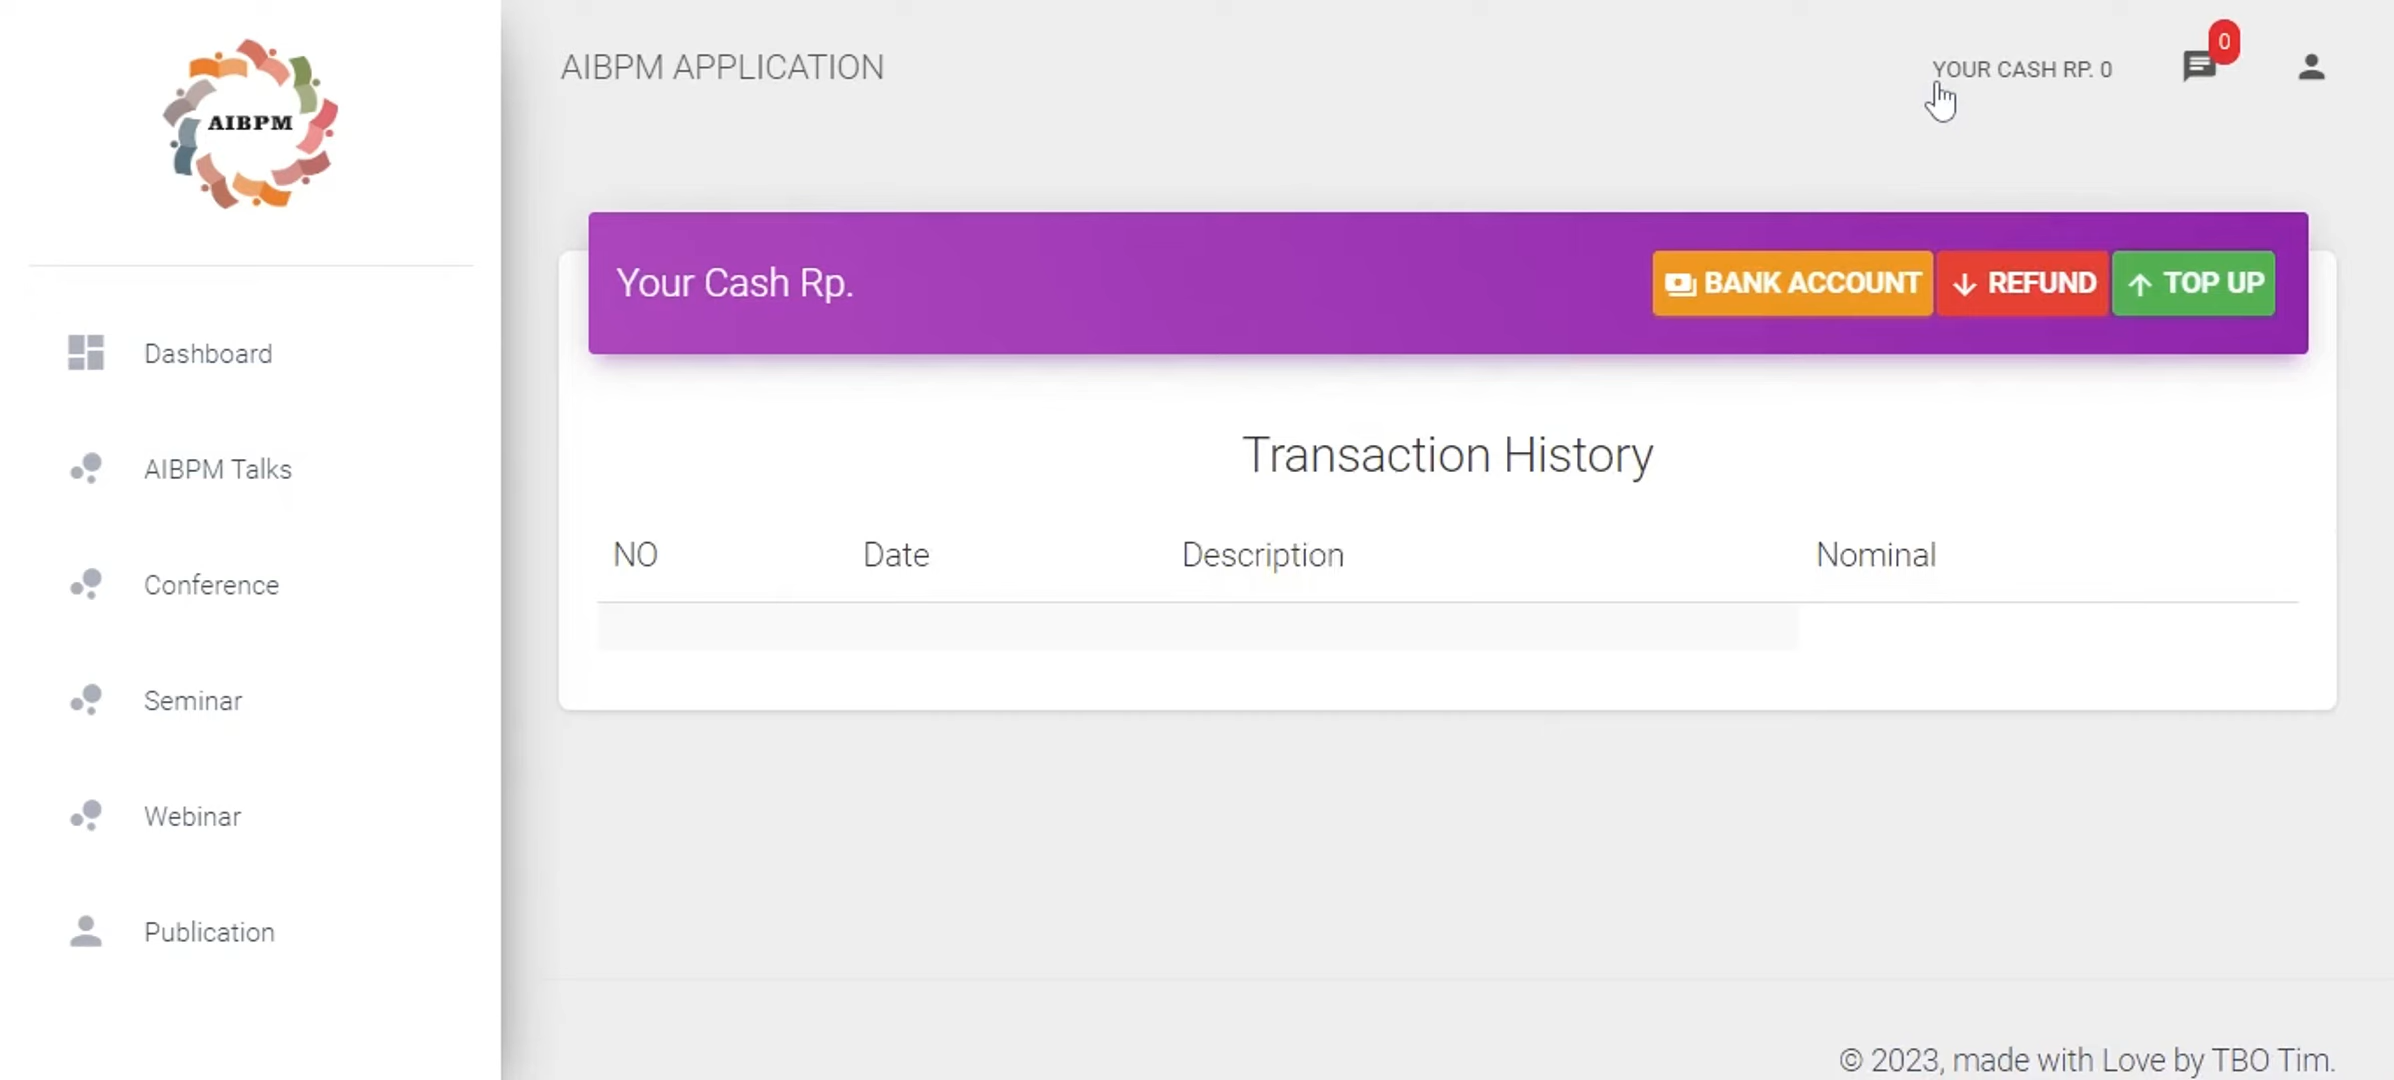 AIBPM
AIBPM APPLICATION
YOUR CASH RP. 0
0
Your Cash Rp.
BANK ACCOUNT
REFUND
TOP UP
Dashboard
AIBPM Talks
Conference
Seminar
Webinar
Publication
Transaction History
NO Date Description Nominal
© 2023, made with Love by TBO Tim.